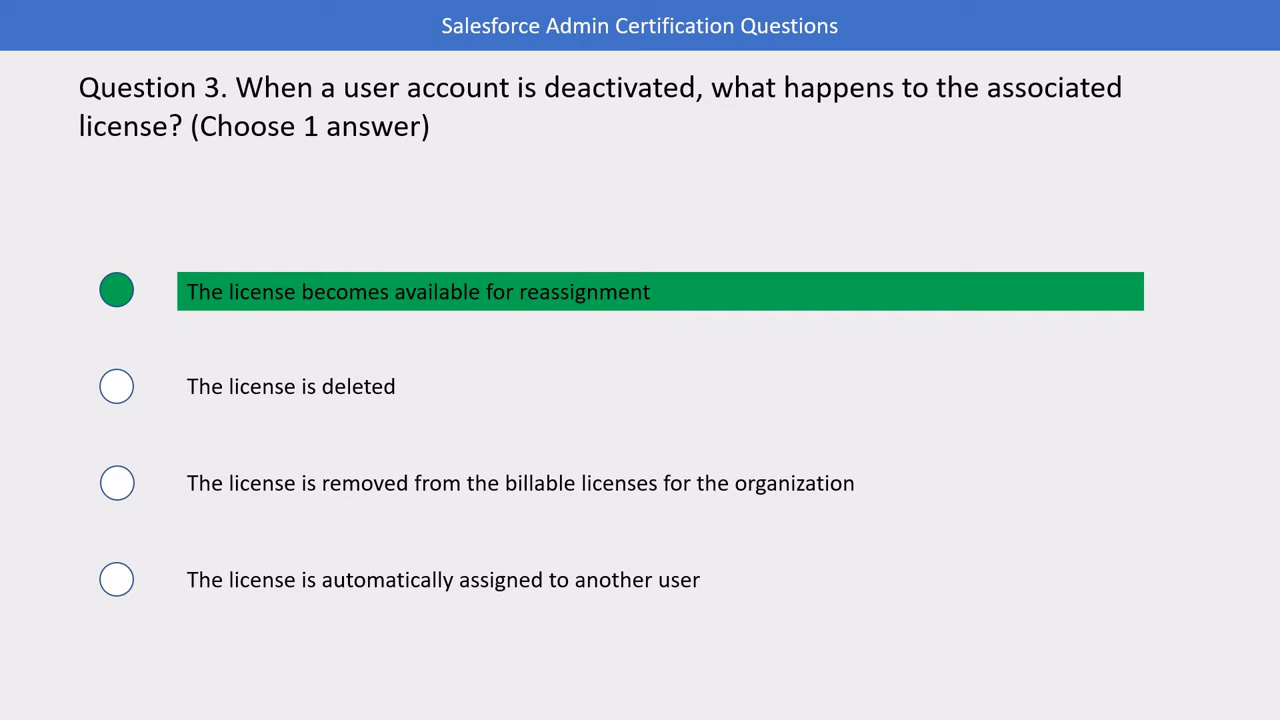 Salesforce Admin Certification Questions
Question 3. When a user account is deactivated, what happens to the associated
license? (Choose 1 answer)
The license becomes available for reassignment
The license is deleted
The license is removed from the billable licenses for the organization
The license is automatically assigned to another user